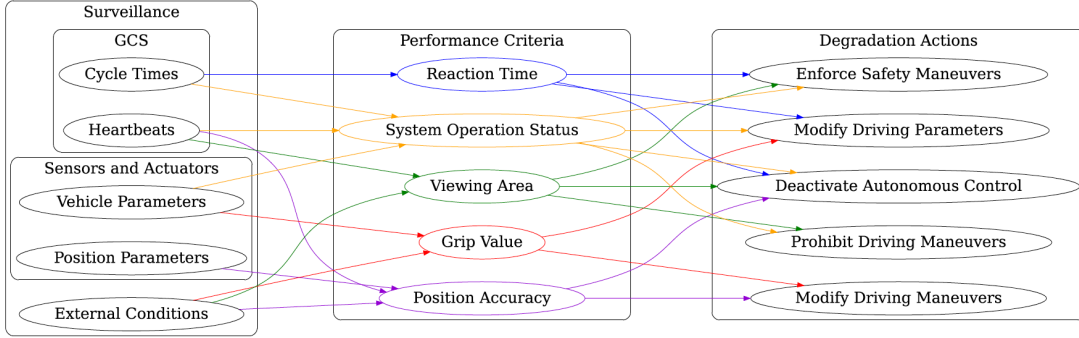 Surveillance
GCS
Cycle Times
Heartbeats
Sensors and Actuators
Vehicle Parameters
Position Parameters
External Conditions
Performance Criteria
Reaction Time
System Operation Status
Viewing Area
Grip Value
Position Accuracy
Degradation Actions
Enforce Safety Maneuvers
Modify Driving Parameters
Deactivate Autonomous Control
Prohibit Driving Maneuvers
Modify Driving Maneuvers